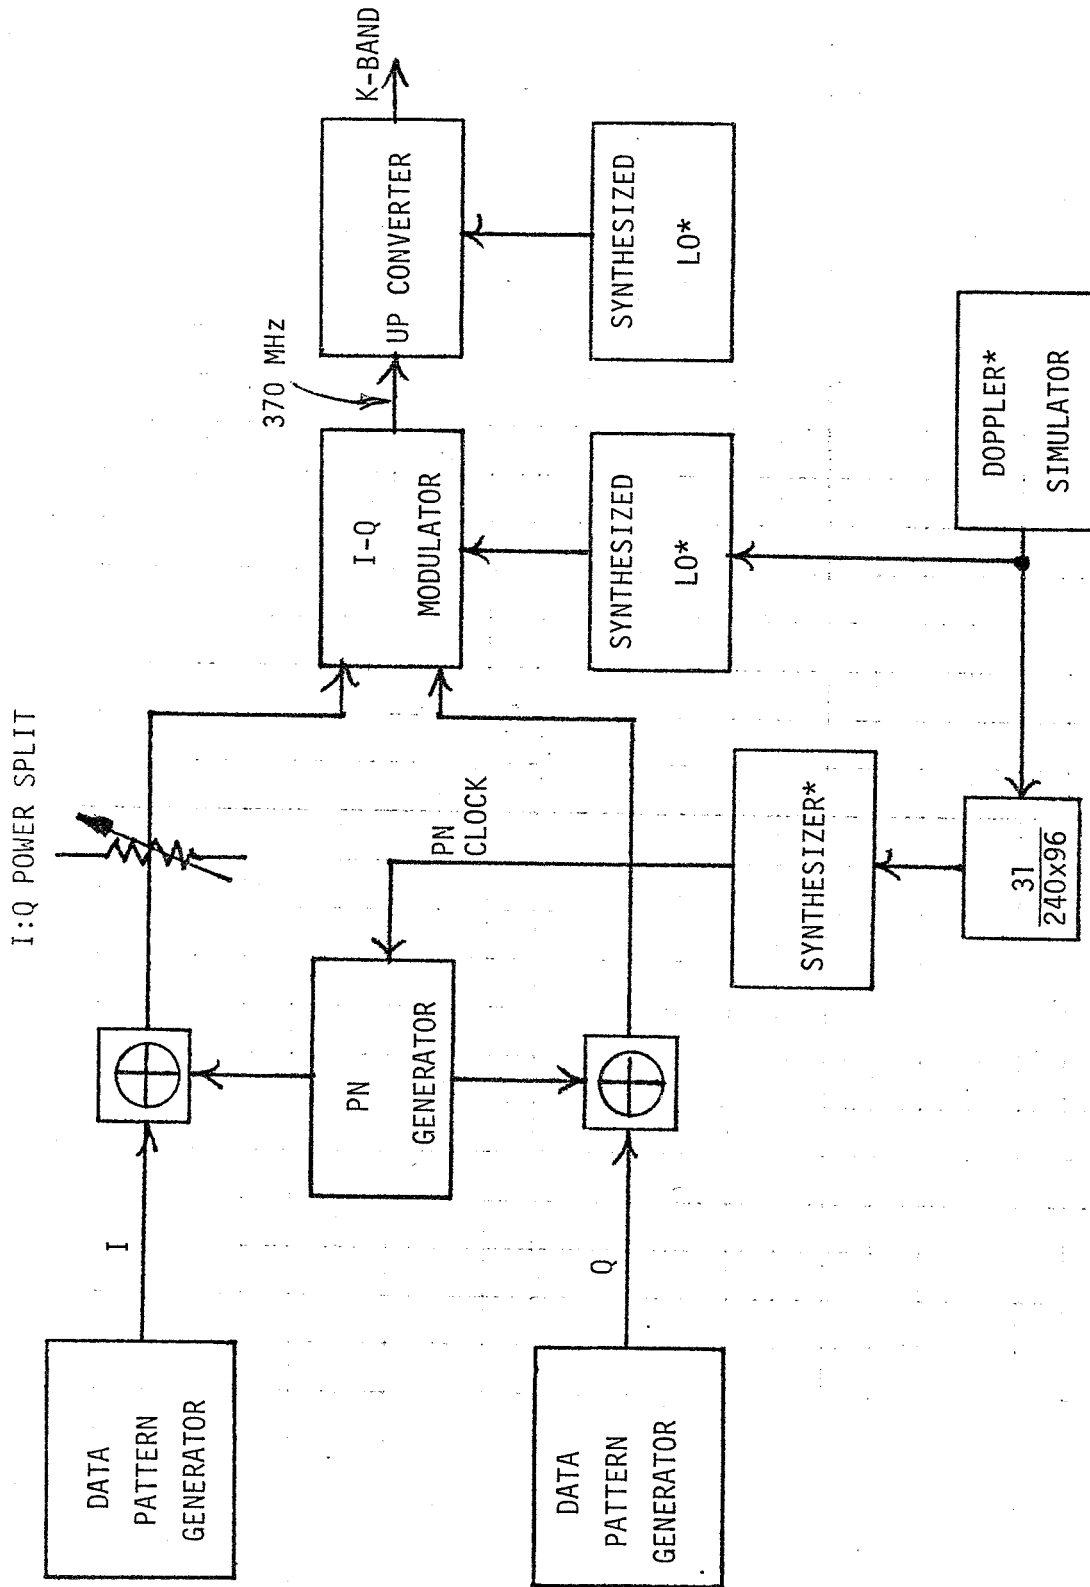 I:Q POWER SPLIT
DATA
PATTERN
GENERATOR
I
PN
GENERATOR
PN
CLOCK
I-Q
MODULATOR
370 MHz
UP CONVERTER
K-BAND
DATA
PATTERN
GENERATOR
Q
SYNTHESIZER*
SYNTHESIZED
LO*
SYNTHESIZED
LO*
31
240x96
DOPPLER*
SIMULATOR